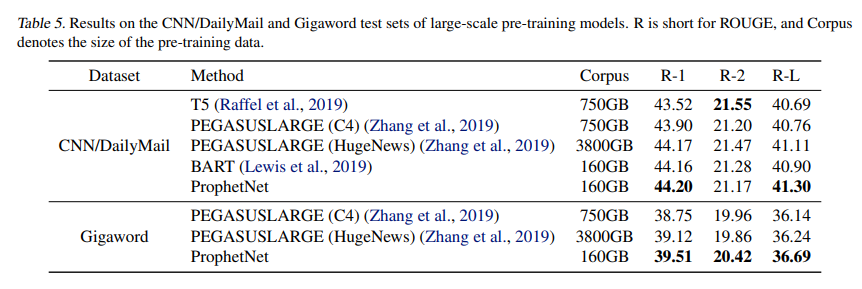 Table 5. Results on the CNN/DailyMail and Gigaword test sets of large-scale pre-training models. R is short for ROUGE, and Corpus
denotes the size of the pre-training data.
Dataset Method Corpus R-1 R-2 R-L
T5 (Raffel et al., 2019) 750GB 43.52 21.55 40.69
PEGASUSLARGE (C4) (Zhang et al., 2019) 750GB 43.90 21.20 40.76
CNN/DailyMail PEGASUSLARGE (HugeNews) (Zhang et al., 2019) 3800GB 44.17 21.47 41.11
BART (Lewis et al., 2019) 160GB 44.16 21.28 40.90
ProphetNet 160GB 44.20 21.17 41.30
PEGASUSLARGE (C4) (Zhang et al., 2019) 750GB 38.75 19.96 36.14
Gigaword PEGASUSLARGE (HugeNews) (Zhang et al., 2019) 3800GB 39.12 19.86 36.24
ProphetNet 160GB 39.51 20.42 36.69